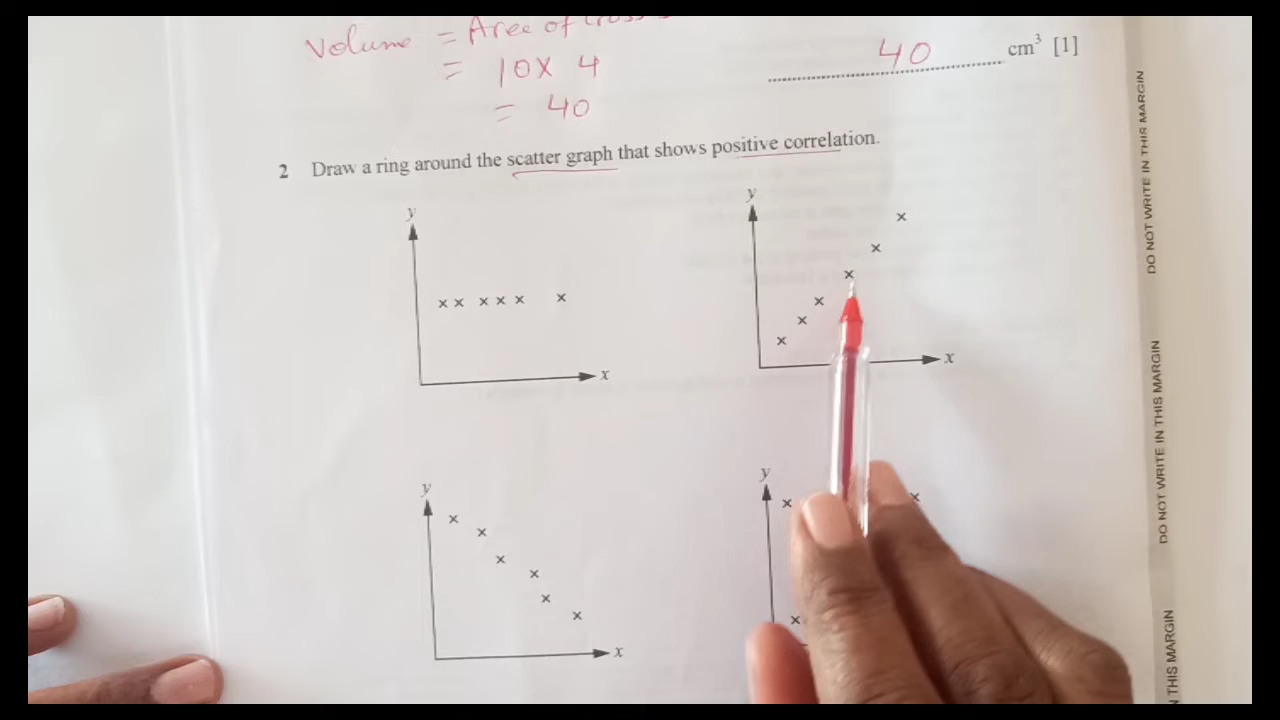 Volume = Area of cross
= 10 x 4
= 40
40 cm³ [1]
2 Draw a ring around the scatter graph that shows positive correlation.
y
x
y
x
y
x
y
DO NOT WRITE IN THIS MARGIN
DO NOT WRITE IN THIS MARGIN
THIS MARGIN